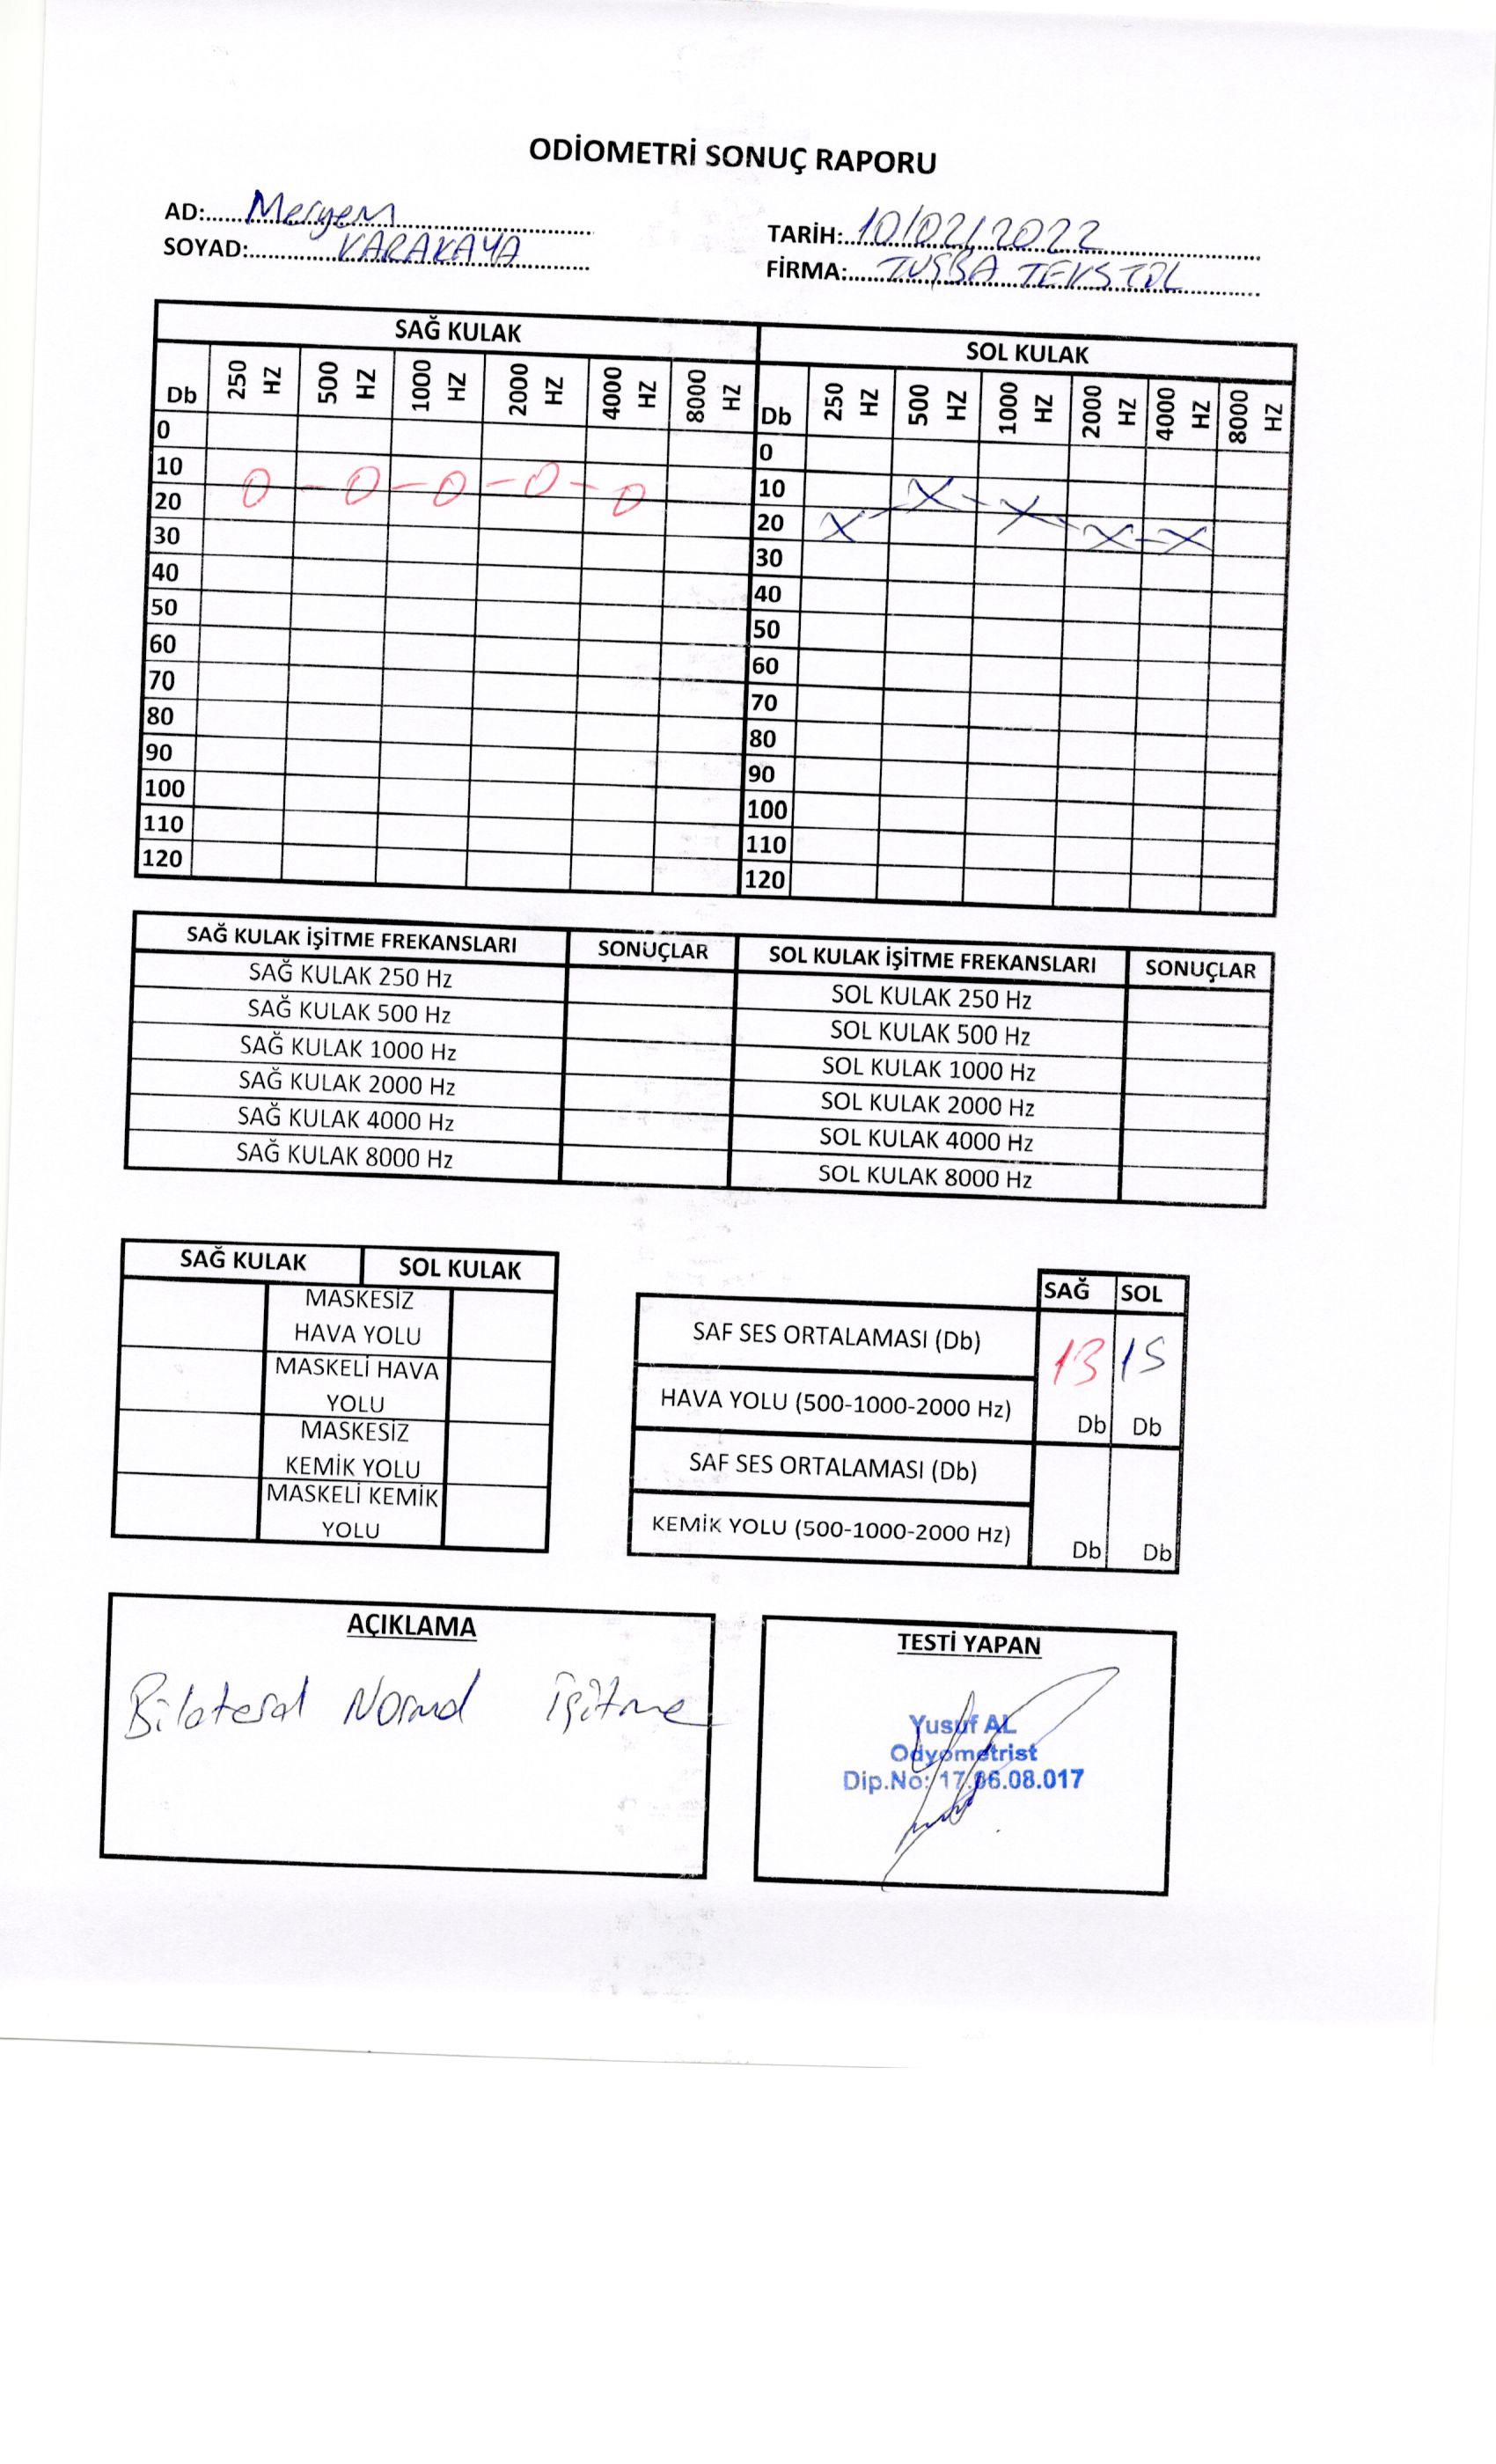 ODİOMETRİ SONUÇ RAPORU
AD:..... Meryem
TARİH: 10/02/2022
SOYAD:..... KARAKAYA
FİRMA:..... TUŞBA TEKSTİL
SAĞ KULAK SOL KULAK
Db 250 HZ 500 HZ 1000 HZ 2000 HZ 4000 HZ 8000 HZ Db 250 HZ 500 HZ 1000 HZ 2000 HZ 4000 HZ 8000 HZ
0 0
10 10
20 20
30 30
40 40
50 50
60 60
70 70
80 80
90 90
100 100
110 110
120 120
SAĞ KULAK İŞİTME FREKANSLARI SONUÇLAR SOL KULAK İŞİTME FREKANSLARI SONUÇLAR
SAĞ KULAK 250 Hz SOL KULAK 250 Hz
SAĞ KULAK 500 Hz SOL KULAK 500 Hz
SAĞ KULAK 1000 Hz SOL KULAK 1000 Hz
SAĞ KULAK 2000 Hz SOL KULAK 2000 Hz
SAĞ KULAK 4000 Hz SOL KULAK 4000 Hz
SAĞ KULAK 8000 Hz SOL KULAK 8000 Hz
SAĞ KULAK SOL KULAK
MASKESİZ
HAVA YOLU
MASKELİ HAVA
YOLU
MASKESİZ
KEMİK YOLU
MASKELİ KEMİK
YOLU
SAĞ SOL
SAF SES ORTALAMASI (Db) 13 15
HAVA YOLU (500-1000-2000 Hz) Db Db
SAF SES ORTALAMASI (Db)
KEMİK YOLU (500-1000-2000 Hz) Db Db
AÇIKLAMA
Bilateral Normal işitme
TESTİ YAPAN
Yusuf AL
Odyometrist
Dip.No: 17.06.08.017